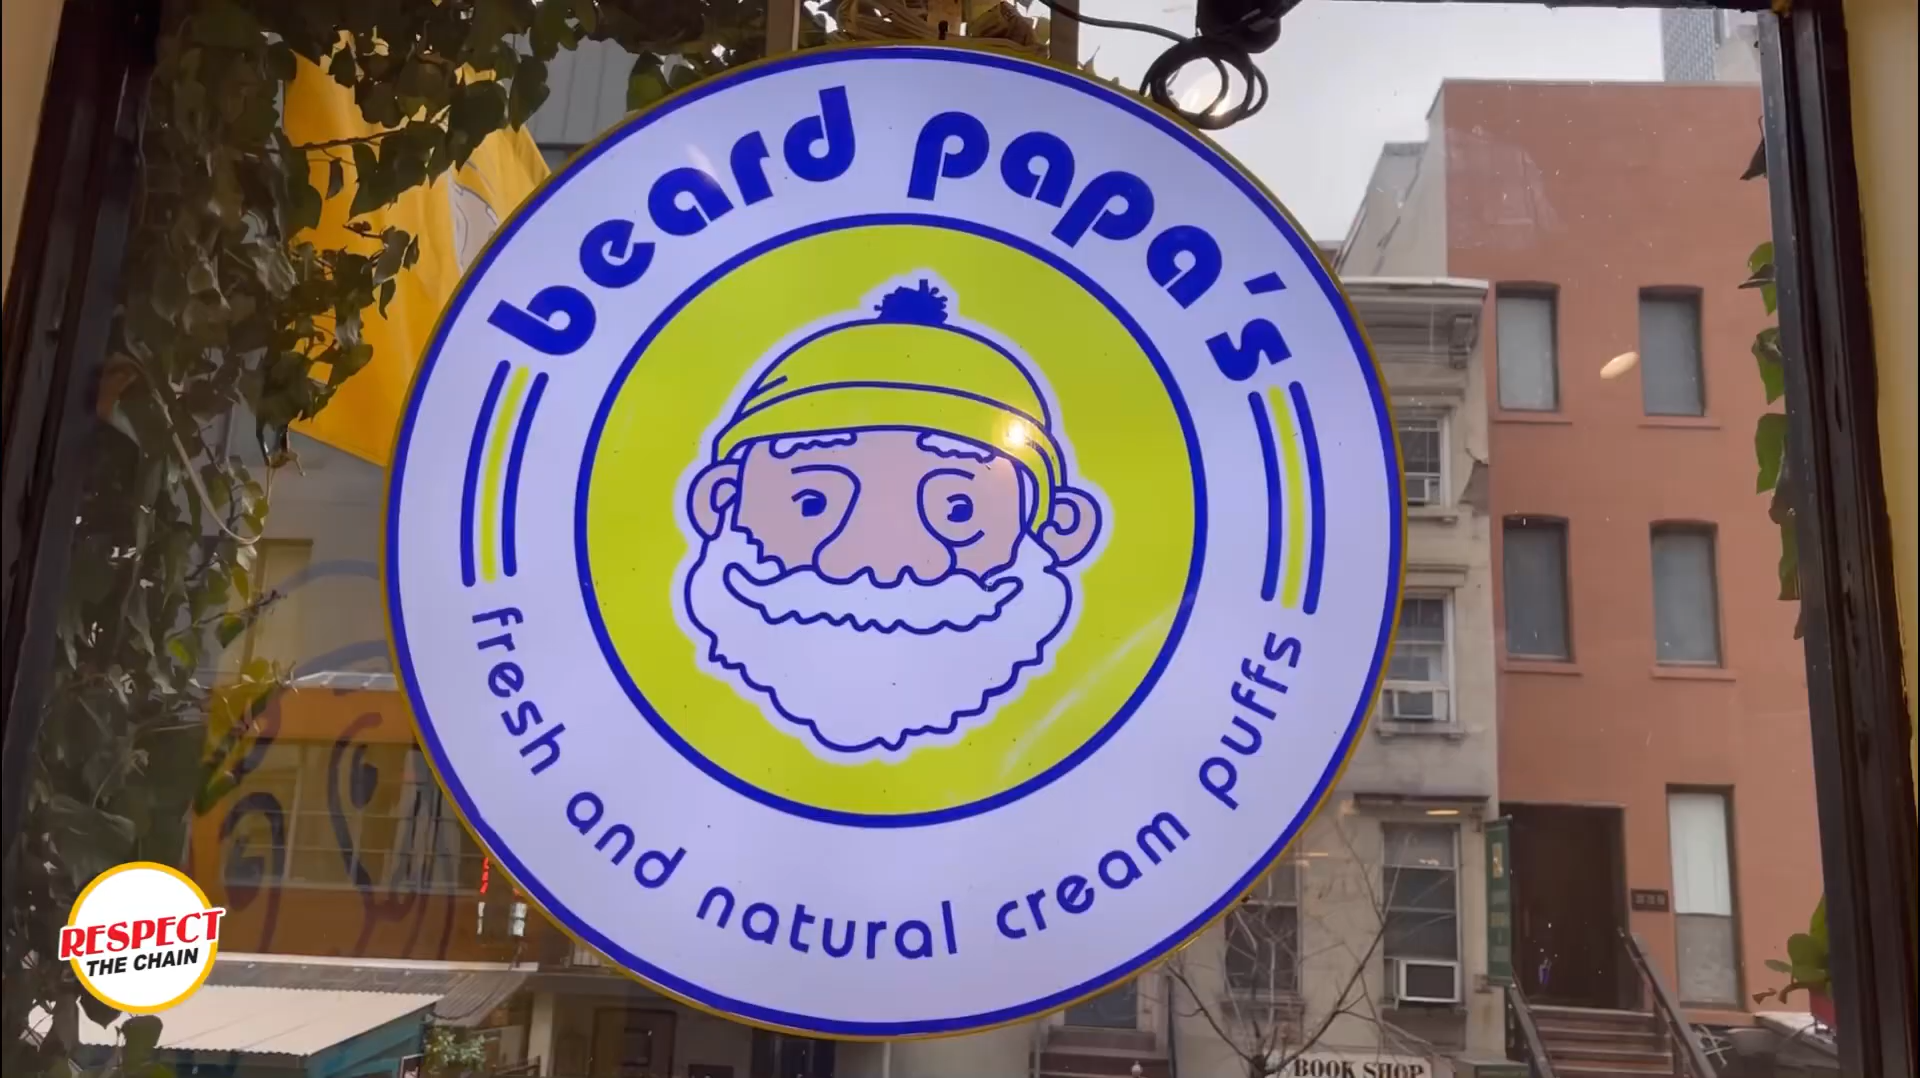 beard papa's
fresh and natural cream puffs
RESPECT
THE CHAIN
BOOK SHOP